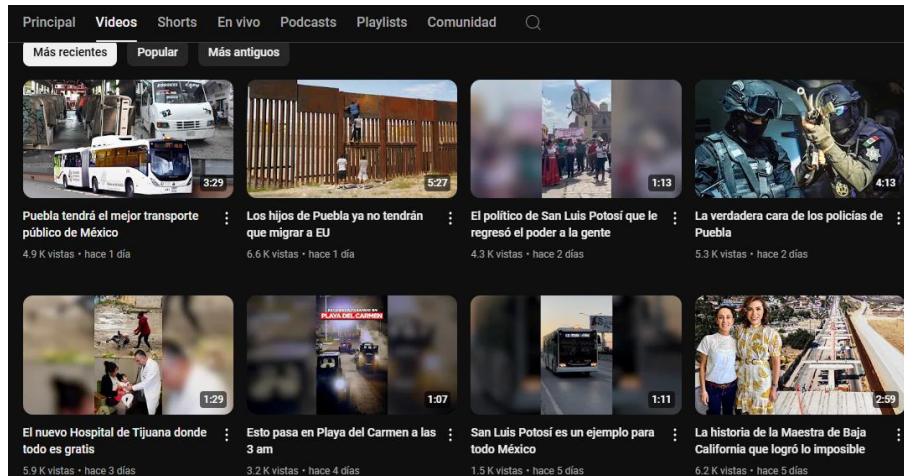 Principal Videos Shorts En vivo Podcasts Playlists Comunidad
Más recientes Popular Más antiguos
3:29
5:27
1:13
4:13
Puebla tendrá el mejor transporte
público de México
4.9 K vistas • hace 1 día
Los hijos de Puebla ya no tendrán
que migrar a EU
6.6 K vistas • hace 1 día
El político de San Luis Potosí que le
regresó el poder a la gente
4.3 K vistas • hace 2 días
La verdadera cara de los policías de
Puebla
5.3 K vistas • hace 2 días
PLAYA DEL CARMEN
1:29
1:07
1:11
2:59
El nuevo Hospital de Tijuana donde
todo es gratis
5.9 K vistas • hace 3 días
Esto pasa en Playa del Carmen a las
3 am
3.2 K vistas • hace 4 días
San Luis Potosí es un ejemplo para
todo México
1.5 K vistas • hace 5 días
La historia de la Maestra de Baja
California que logró lo imposible
6.2 K vistas • hace 5 días